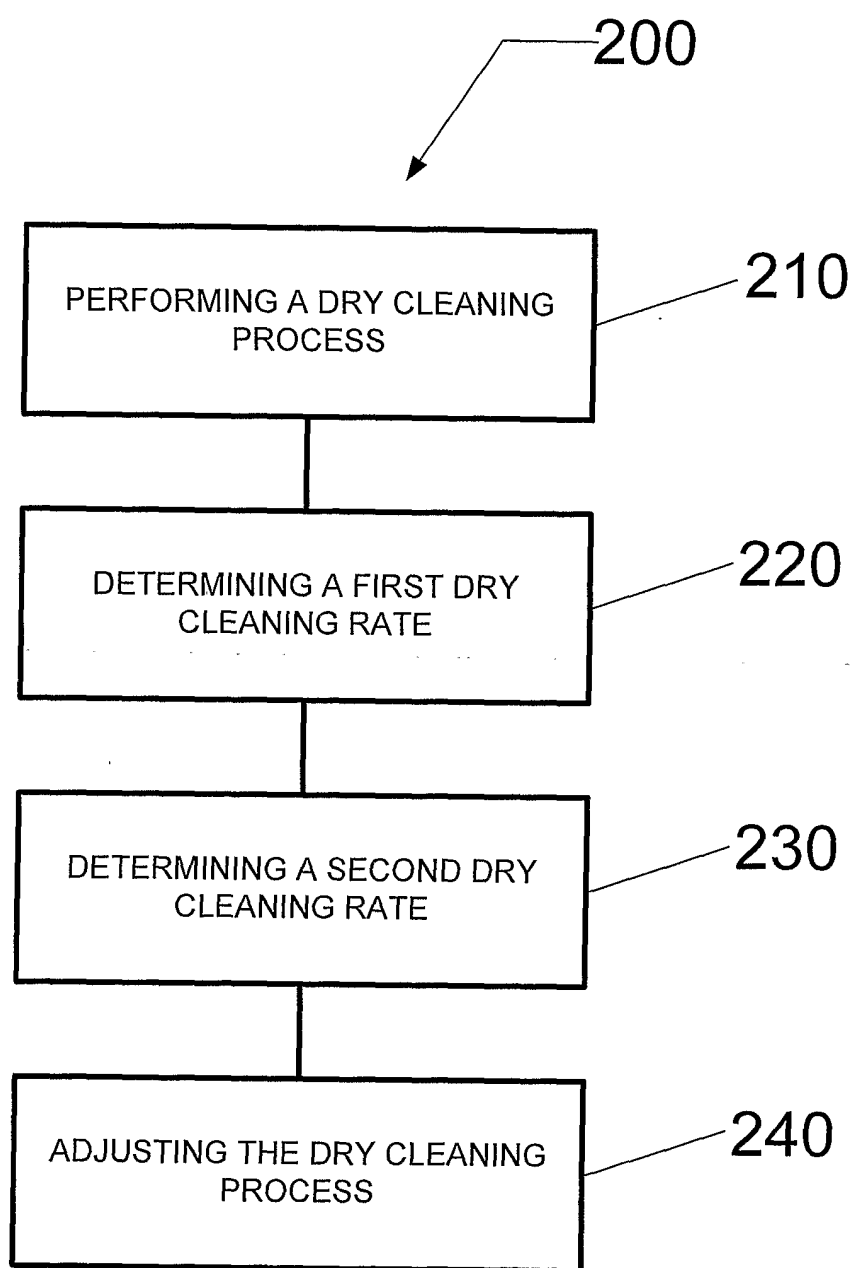 200
PERFORMING A DRY CLEANING
PROCESS
210
DETERMINING A FIRST DRY
CLEANING RATE
220
DETERMINING A SECOND DRY
CLEANING RATE
230
ADJUSTING THE DRY CLEANING
PROCESS
240